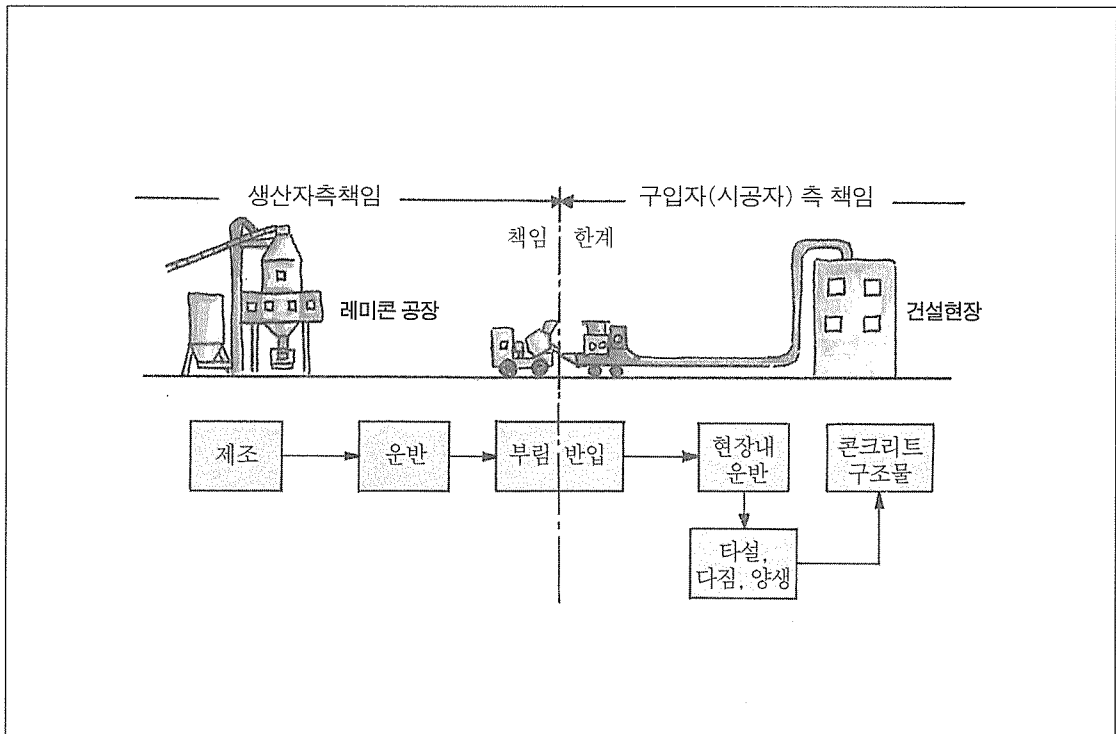 생산자측책임
구입자(시공자) 측 책임
책임 한계
레미콘 공장
건설현장
제조
운반
부림 반입
현장내
운반
콘크리트
구조물
타설,
다짐, 양생